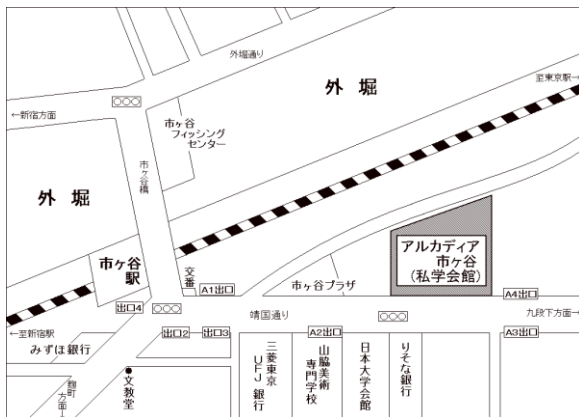 外堀通り
外 堀
至東京駅→
←新宿方面
市ヶ谷
フィッシング
センター
市ヶ谷橋
外 堀
アルカディア
市ヶ谷
(私学会館)
市ヶ谷
駅
交番
A1出口
市ヶ谷プラザ
A4出口
出口4
靖国通り
九段下方面→
←至新宿駅
出口2
出口3
A2出口
A3出口
みずほ銀行
麹町
方面→
文教堂
三菱東京
UFJ 銀行
山脇美術
専門学校
日本大学会館
りそな銀行